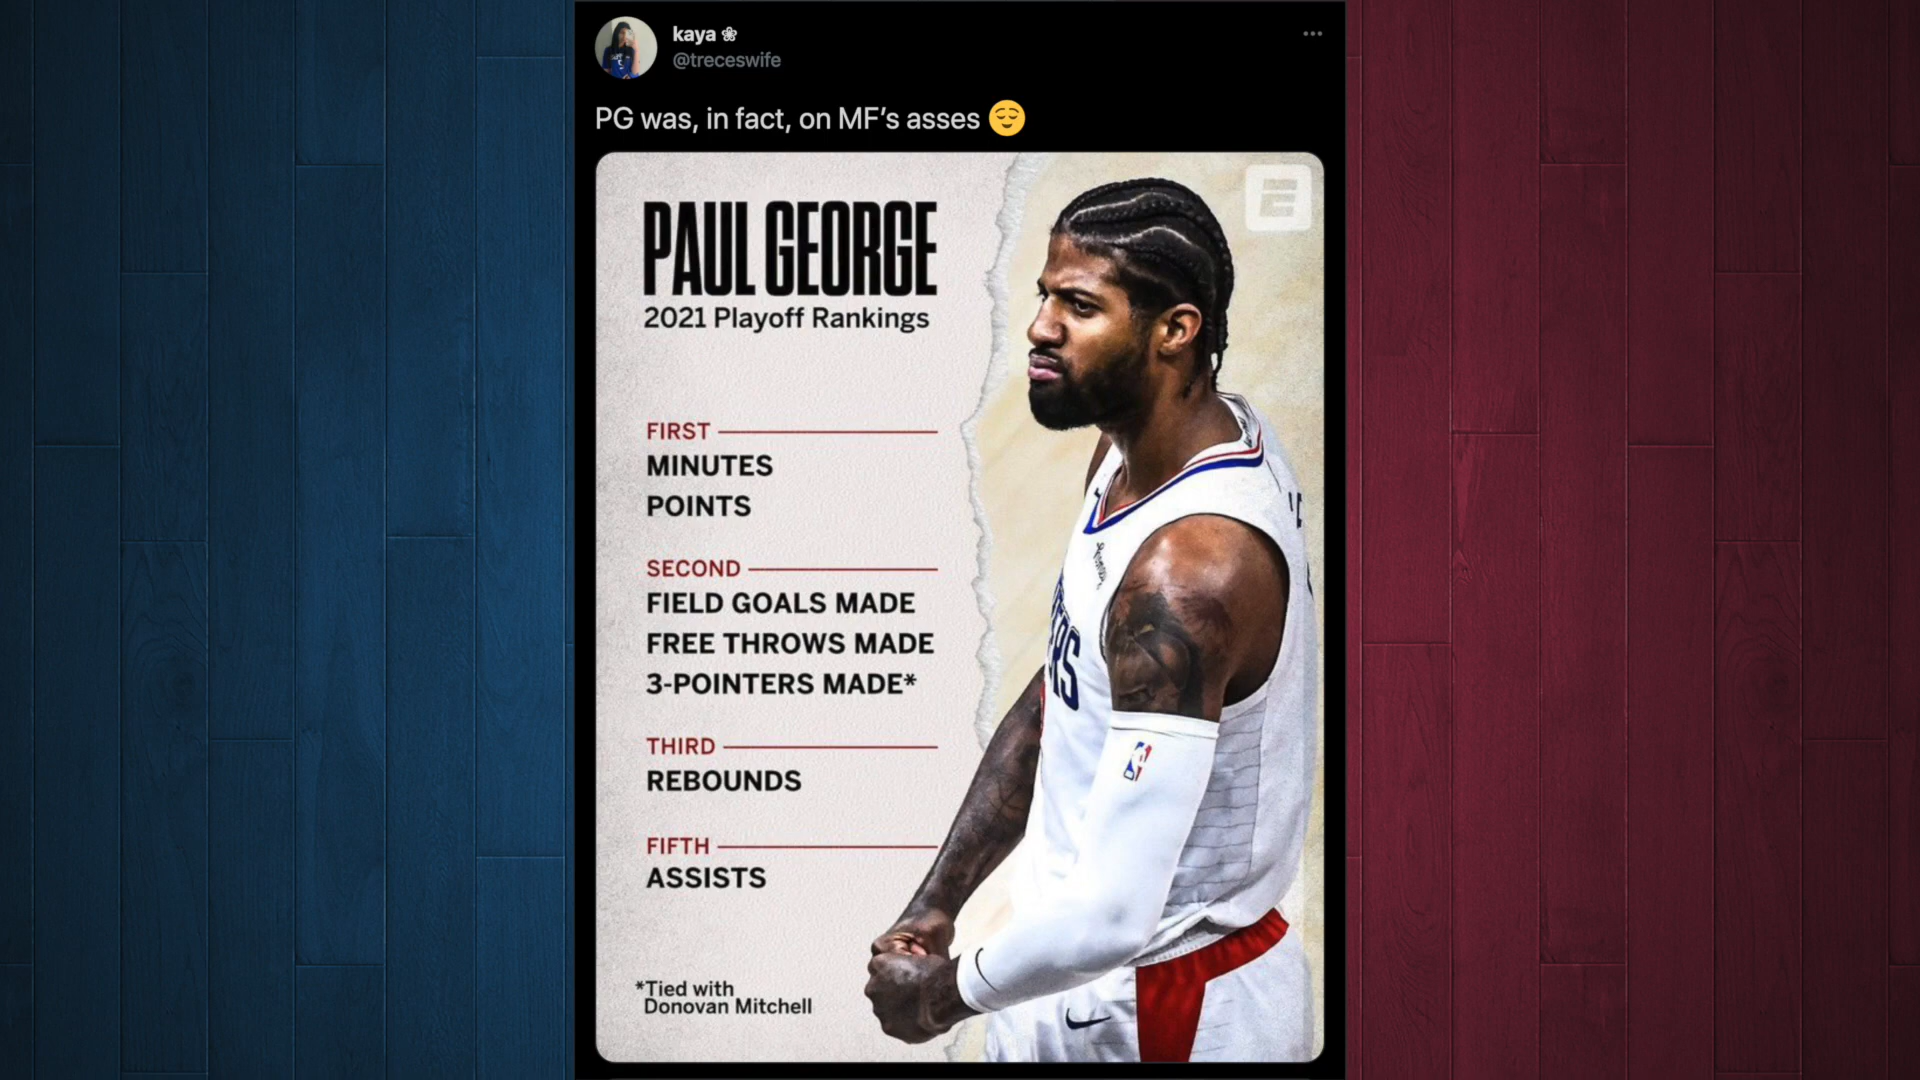 kaya ❀
@treceswife
PG was, in fact, on MF’s asses 😌
PAUL GEORGE
2021 Playoff Rankings
FIRST
MINUTES
POINTS
SECOND
FIELD GOALS MADE
FREE THROWS MADE
3-POINTERS MADE*
THIRD
REBOUNDS
FIFTH
ASSISTS
*Tied with
Donovan Mitchell